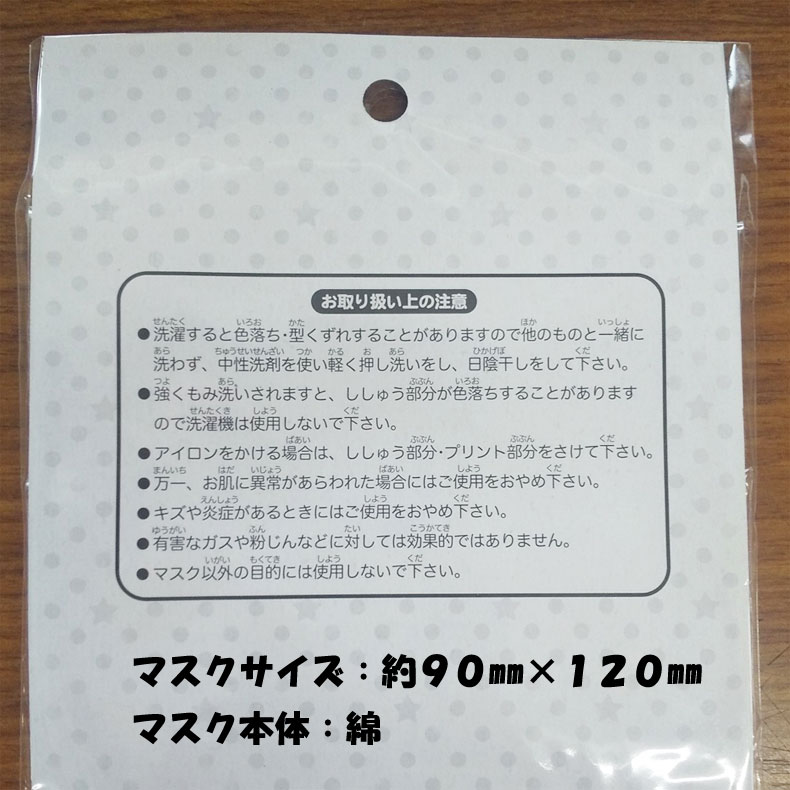 お取り扱い上の注意
●洗濯すると色落ち・型くずれすることがありますので他のものと一緒に
洗わず、中性洗剤を使い軽く押し洗いをし、日陰干しをして下さい。
●強くもみ洗いされますと、ししゅう部分が色落ちすることがあります
ので洗濯機は使用しないで下さい。
●アイロンをかける場合は、ししゅう部分・プリント部分をさけて下さい。
●万一、お肌に異常があらわれた場合にはご使用をおやめ下さい。
●キズや炎症があるときにはご使用をおやめ下さい。
●有害なガスや粉じんなどに対しては効果的ではありません。
●マスク以外の目的には使用しないで下さい。
マスクサイズ：約９０㎜×１２０㎜
マスク本体：綿